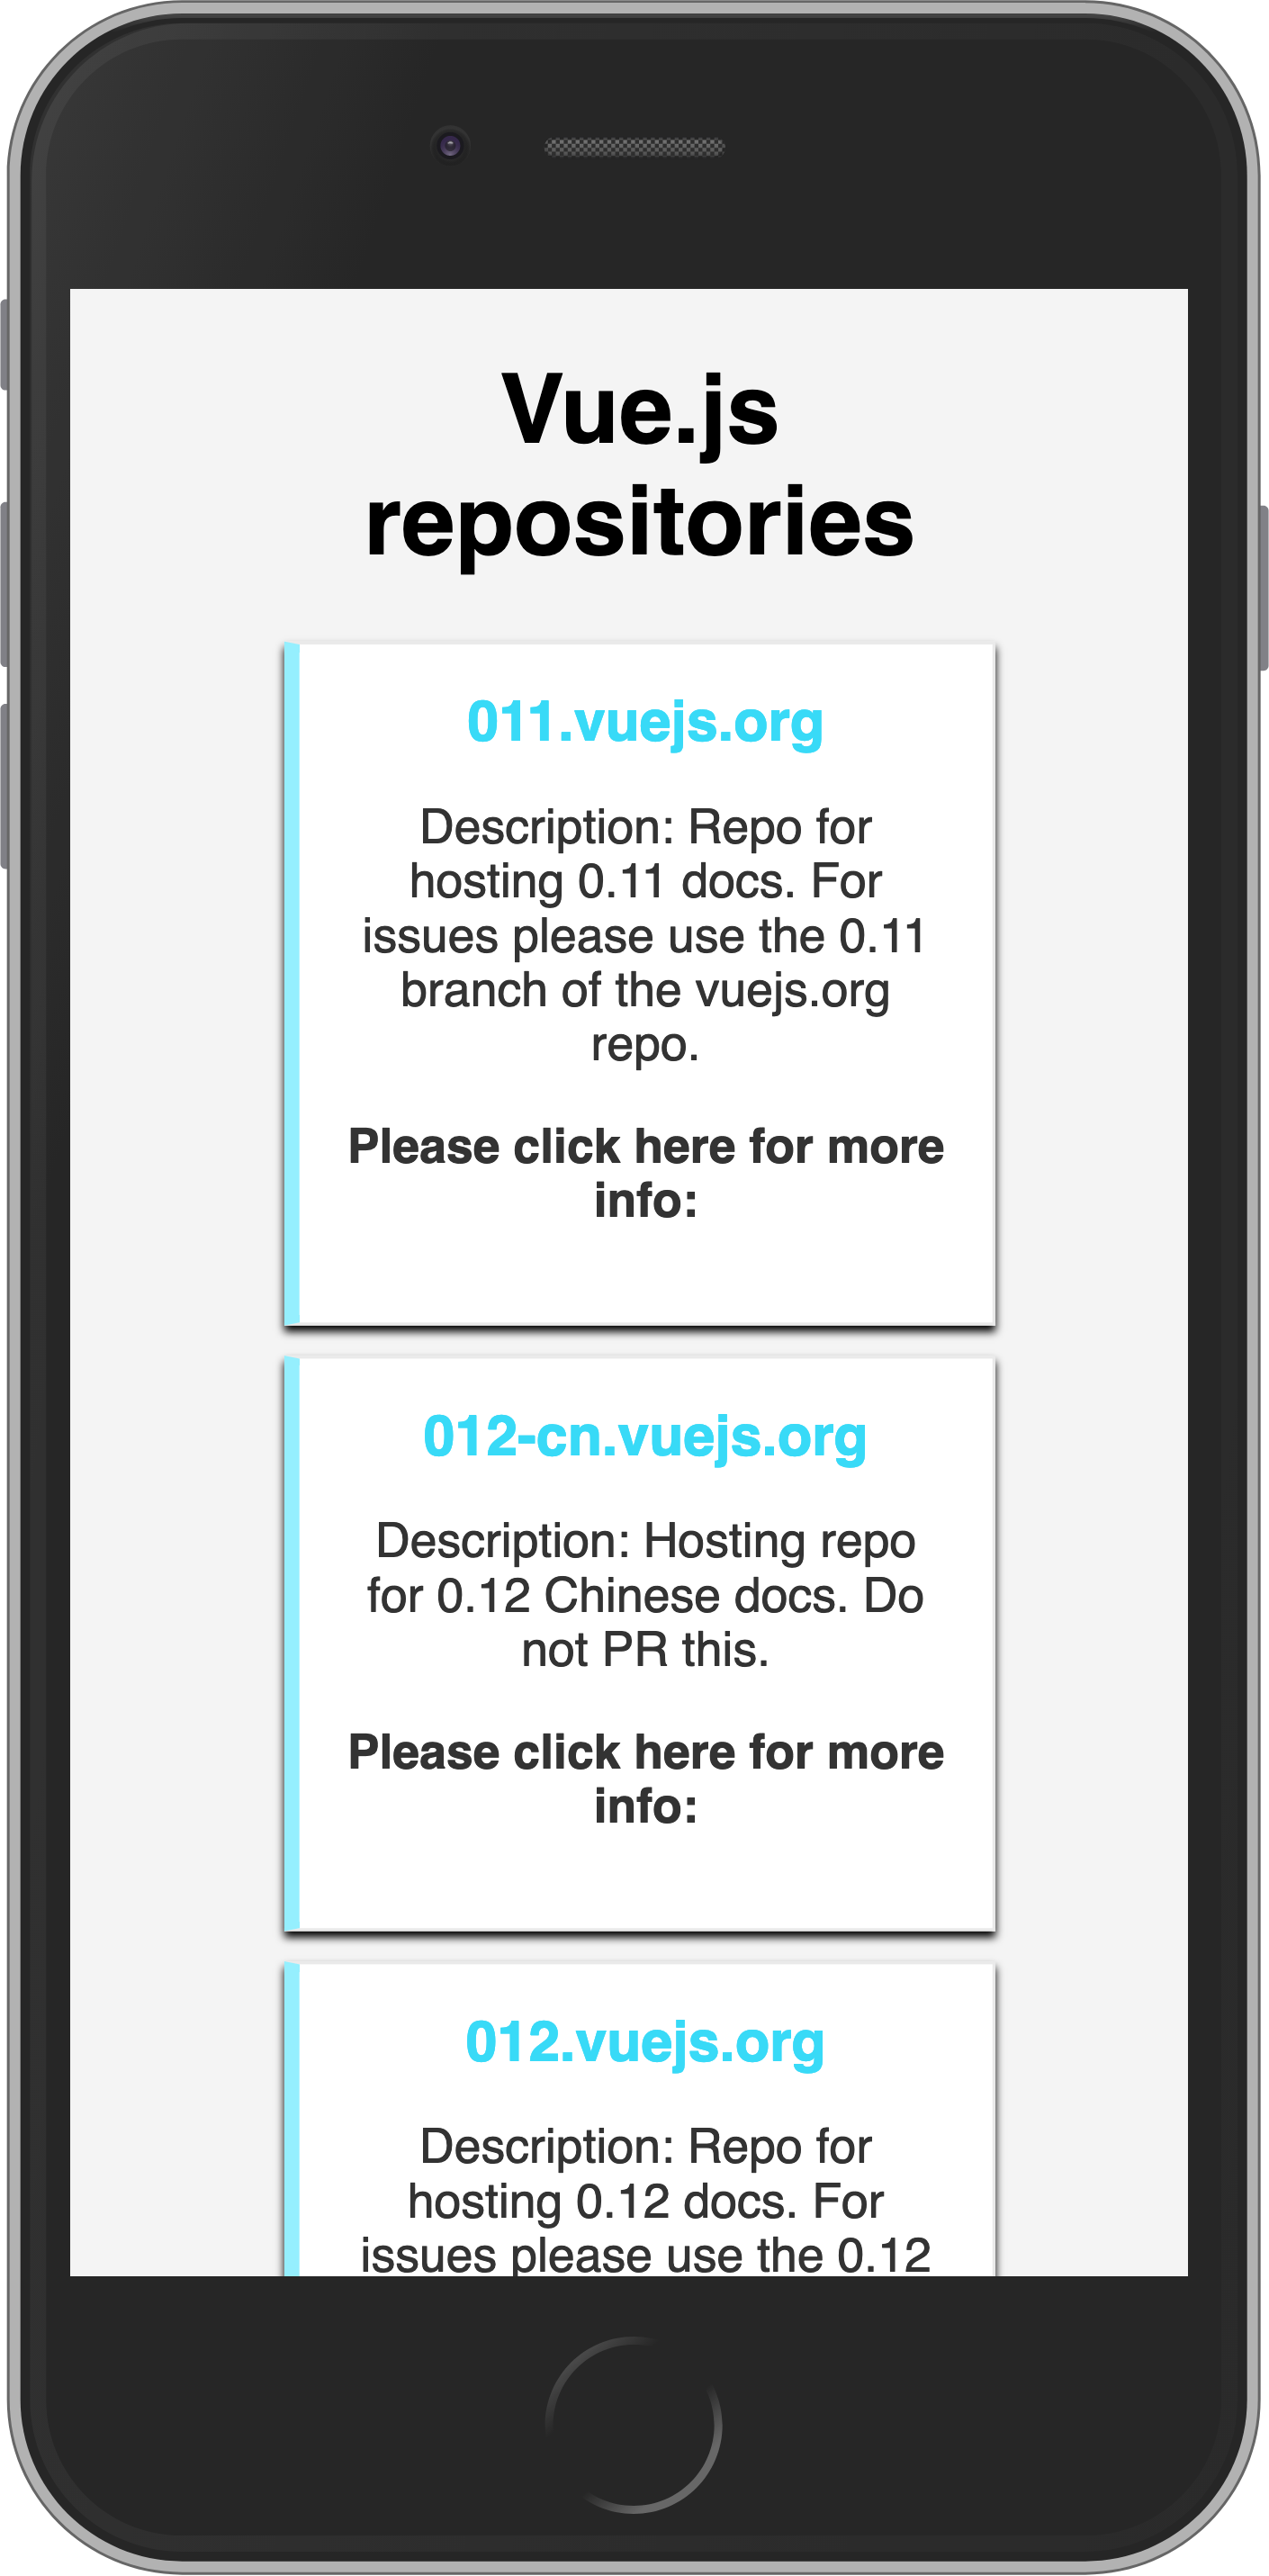 Vue.js
repositories
011.vuejs.org
Description: Repo for
hosting 0.11 docs. For
issues please use the 0.11
branch of the vuejs.org
repo.
Please click here for more
info:
012-cn.vuejs.org
Description: Hosting repo
for 0.12 Chinese docs. Do
not PR this.
Please click here for more
info:
012.vuejs.org
Description: Repo for
hosting 0.12 docs. For
issues please use the 0.12